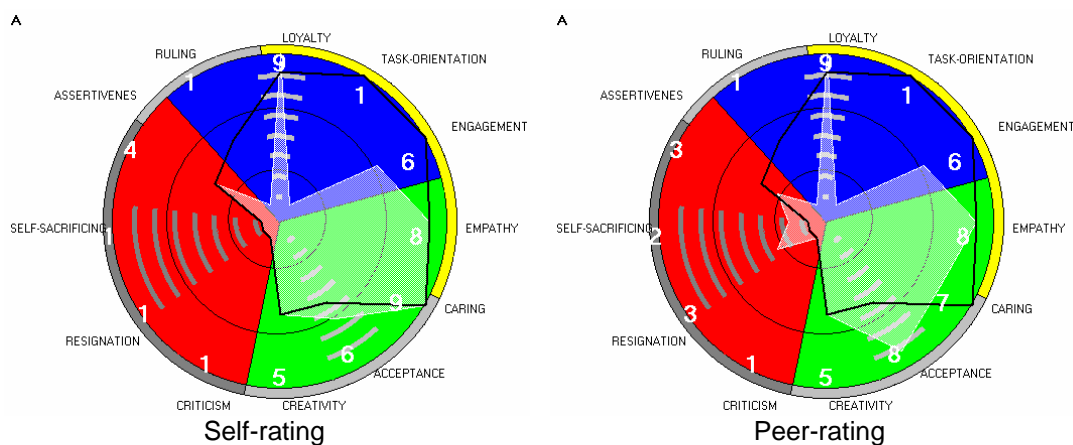 A
LOYALTY
RULING
TASK-ORIENTATION
9
1
1
ASSERTIVENES
ENGAGEMENT
4
6
SELF-SACRIFICING
1
8
EMPATHY
9
CARING
1
RESIGNATION
1
6
ACCEPTANCE
5
CRITICISM
CREATIVITY
Self-rating
A
LOYALTY
RULING
TASK-ORIENTATION
9
1
1
ASSERTIVENES
ENGAGEMENT
3
6
SELF-SACRIFICING
2
8
EMPATHY
7
CARING
3
RESIGNATION
1
8
ACCEPTANCE
5
CRITICISM
CREATIVITY
Peer-rating